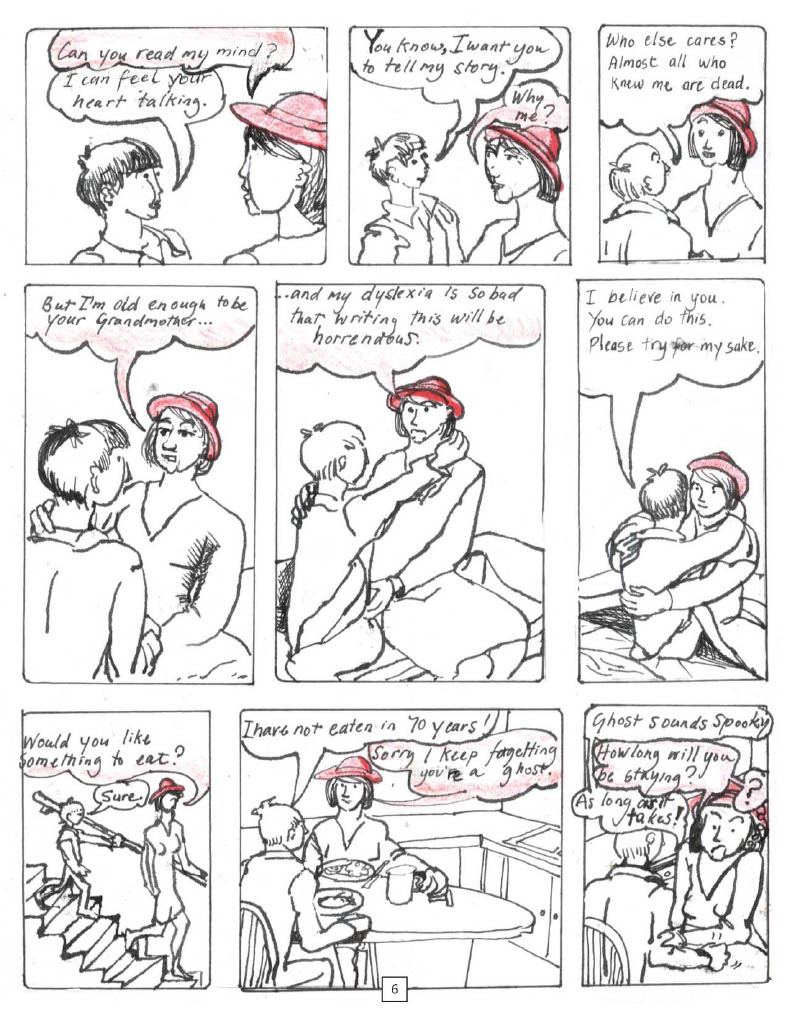 Can you read my mind?
I can feel your
heart talking.
You know, I want you
to tell my story.
Why
me?
Who else cares?
Almost all who
knew me are dead.
But I'm old enough to be
your Grandmother...
...and my dyslexia is so bad
that writing this will be
horrendous.
I believe in you.
You can do this.
Please try for my sake.
Would you like
something to eat?
Sure.
I have not eaten in 70 years!
Sorry I keep forgetting
you're a ghost.
Ghost sounds spooky
How long will you
be staying?
?
As long as it
takes!
6